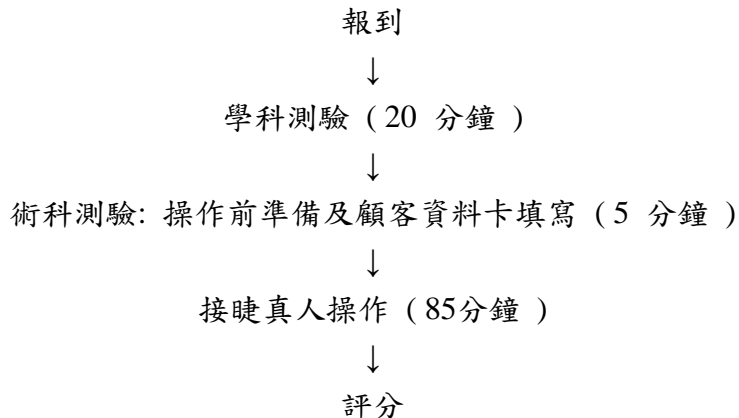 報到
↓
學科測驗 ( 20 分鐘 )
↓
術科測驗: 操作前準備及顧客資料卡填寫 ( 5 分鐘 )
↓
接睫真人操作 ( 85分鐘 )
↓
評分